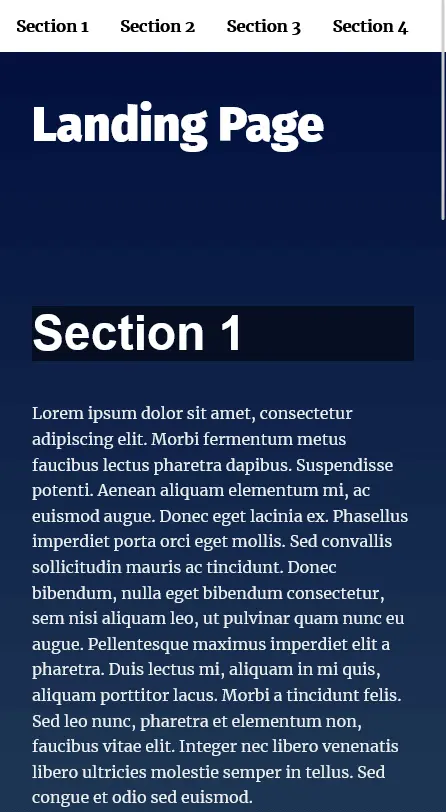 Section 1 Section 2 Section 3 Section 4
Landing Page
Section 1
Lorem ipsum dolor sit amet, consectetur
adipiscing elit. Morbi fermentum metus
faucibus lectus pharetra dapibus. Suspendisse
potenti. Aenean aliquam elementum mi, ac
euismod augue. Donec eget lacinia ex. Phasellus
imperdiet porta orci eget mollis. Sed convallis
sollicitudin mauris ac tincidunt. Donec
bibendum, nulla eget bibendum consectetur,
sem nisi aliquam leo, ut pulvinar quam nunc eu
augue. Pellentesque maximus imperdiet elit a
pharetra. Duis lectus mi, aliquam in mi quis,
aliquam porttitor lacus. Morbi a tincidunt felis.
Sed leo nunc, pharetra et elementum non,
faucibus vitae elit. Integer nec libero venenatis
libero ultricies molestie semper in tellus. Sed
congue et odio sed euismod.